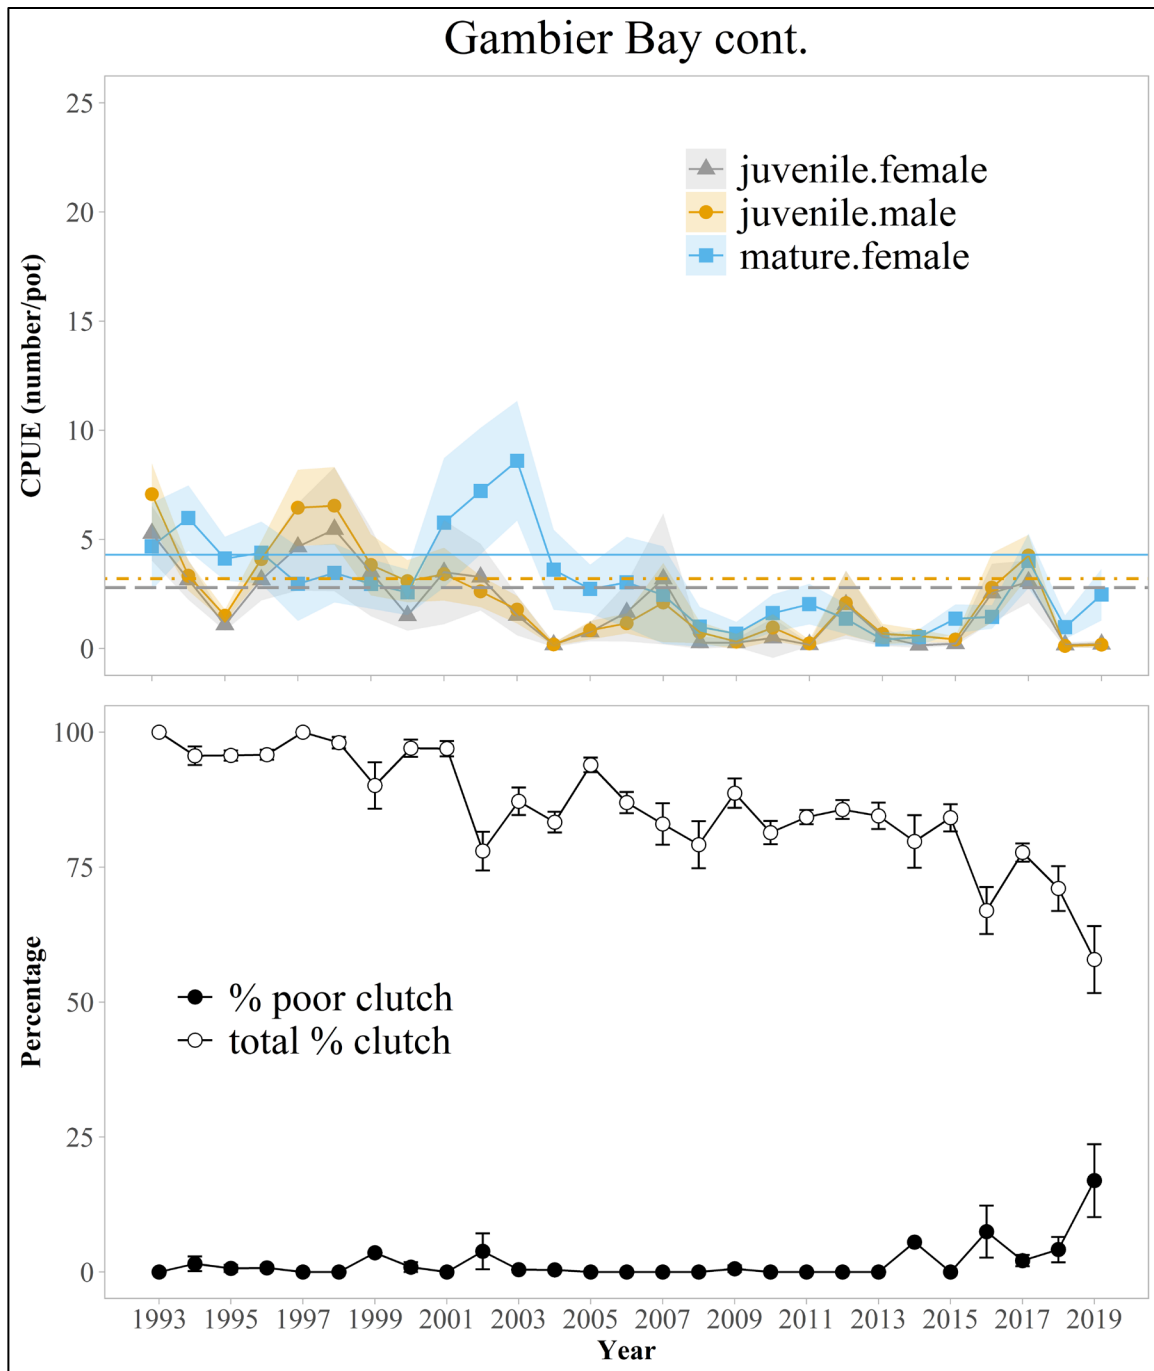 Gambier Bay cont.
25
20
15
10
5
0
CPUE (number/pot)
juvenile.female
juvenile.male
mature.female
100
75
50
25
0
Percentage
% poor clutch
total % clutch
1993 1995 1997 1999 2001 2003 2005 2007 2009 2011 2013 2015 2017 2019
Year